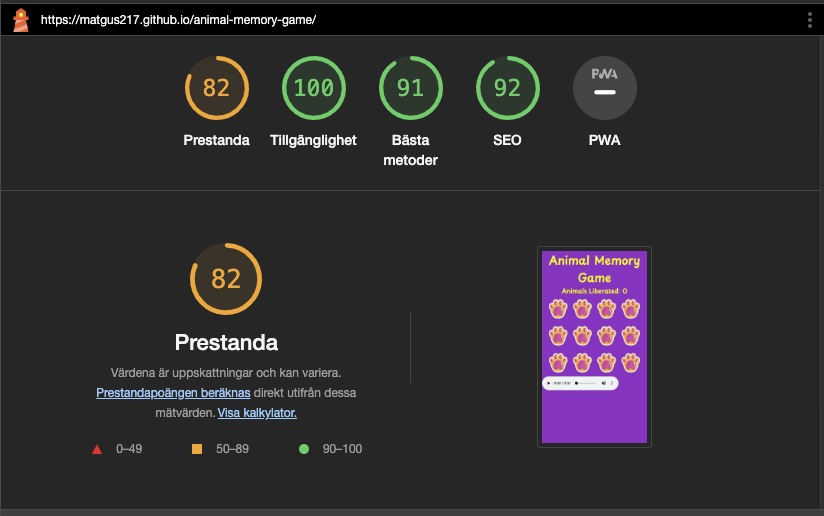 https://matgus217.github.io/animal-memory-game/
82 100 91 92 PWA
Prestanda Tillgänglighet Bästa metoder SEO PWA
82
Prestanda
Värdena är uppskattningar och kan variera.
Prestandapoängen beräknas direkt utifrån dessa
mätvärden. Visa kalkylator.
0–49 50–89 90–100
Animal Memory
Game
Animals Liberated: 0